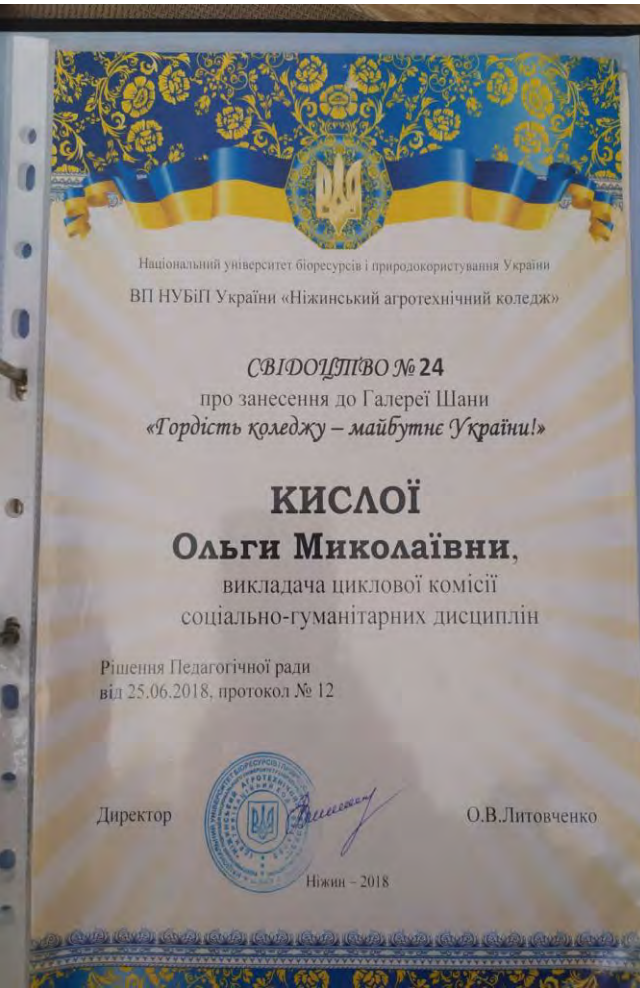 Національний університет біоресурсів і природокористування України
ВП НУБіП України «Ніжинський агротехнічний коледж»
СВІДОЦТВО № 24
про занесення до Галереї Шани
«Гордість коледжу – майбутнє України!»
КИСЛОЇ
Ольги Миколаївни,
викладача циклової комісії
соціально-гуманітарних дисциплін
Рішення Педагогічної ради
від 25.06.2018, протокол № 12
Директор
О.В.Литовченко
Ніжин – 2018